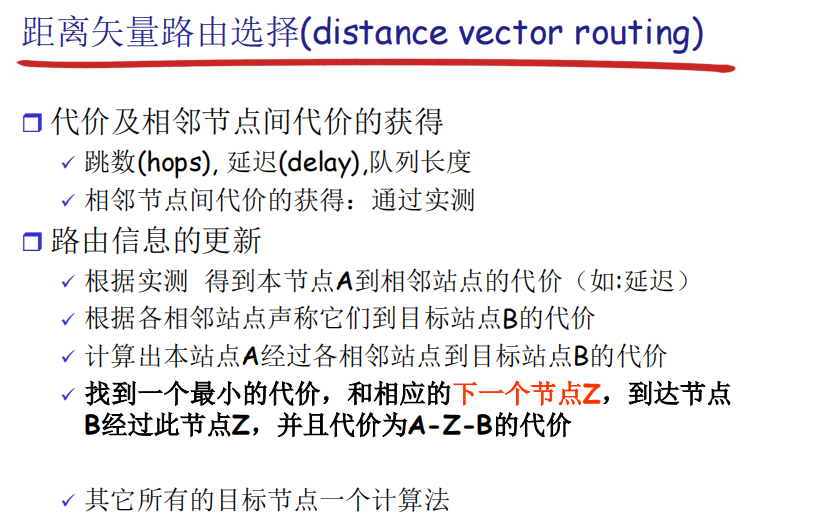 距离矢量路由选择(distance vector routing)
代价及相邻节点间代价的获得
跳数(hops), 延迟(delay),队列长度
相邻节点间代价的获得：通过实测
路由信息的更新
根据实测 得到本节点A到相邻站点的代价（如:延迟）
根据各相邻站点声称它们到目标站点B的代价
计算出本站点A经过各相邻站点到目标站点B的代价
找到一个最小的代价，和相应的下一个节点Z，到达节点
B经过此节点Z，并且代价为A-Z-B的代价
其它所有的目标节点一个计算法